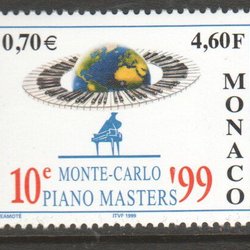 0,70€ 4,60F
MONACO
10e MONTE-CARLO
PIANO MASTERS '99
ITVF 1999